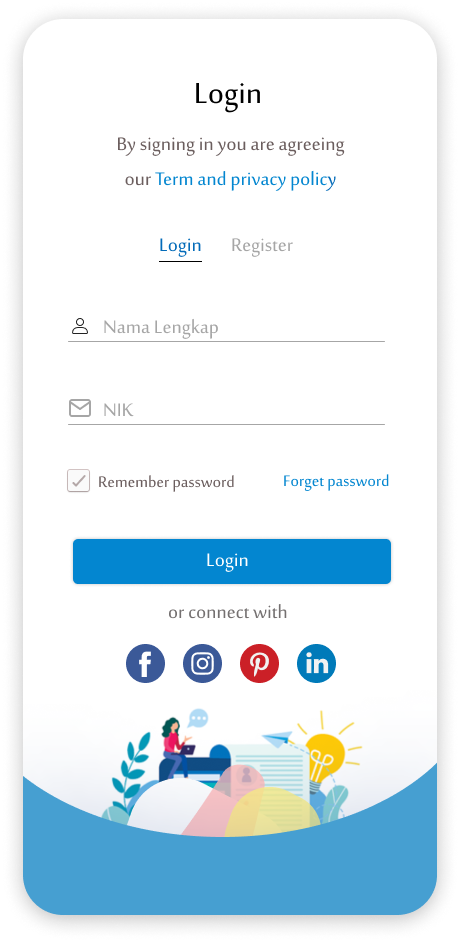 Login
By signing in you are agreeing
our Term and privacy policy
Login Register
Nama Lengkap
NIK
Remember password Forget password
Login
or connect with